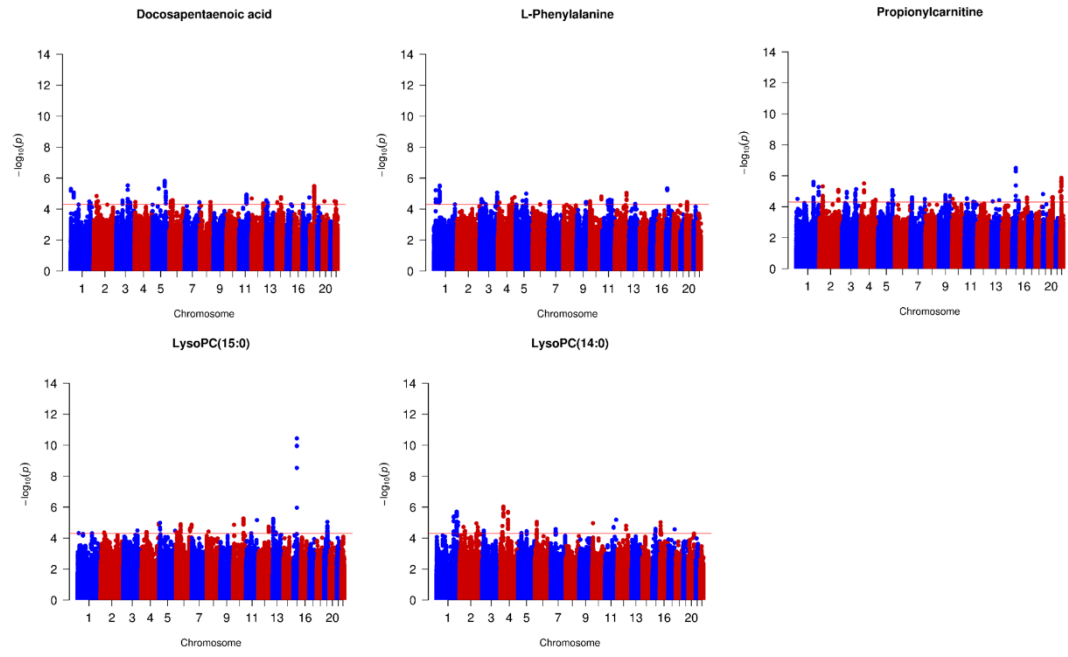 Docosapentaenoic acid
L-Phenylalanine
Propionylcarnitine
14
12
10
8
6
4
2
0
−log10(p)
1 2 3 4 5 7 9 11 13 16 20
Chromosome
14
12
10
8
6
4
2
0
−log10(p)
1 2 3 4 5 7 9 11 13 16 20
Chromosome
14
12
10
8
6
4
2
0
−log10(p)
1 2 3 4 5 7 9 11 13 16 20
Chromosome
LysoPC(15:0)
LysoPC(14:0)
14
12
10
8
6
4
2
0
−log10(p)
1 2 3 4 5 7 9 11 13 16 20
Chromosome
14
12
10
8
6
4
2
0
−log10(p)
1 2 3 4 5 7 9 11 13 16 20
Chromosome